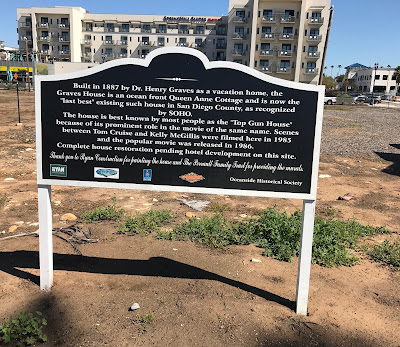 Built in 1887 by Dr. Henry Graves as a vacation home, the
Graves House is an ocean front Queen Anne Cottage and is now the
'last best' existing such house in San Diego County, as recognized
by SOHO.
The house is best known by most people as the "Top Gun House"
because of its prominent role in the movie of the same name. Scenes
between Tom Cruise and Kelly McGillis were filmed here in 1985
and the popular movie was released in 1986.
Complete house restoration pending hotel development on this site.
Thank you to Ryan Construction for painting the house and The Pescault Family Trust for providing the murals
RYAN
Oceanside Historical Society